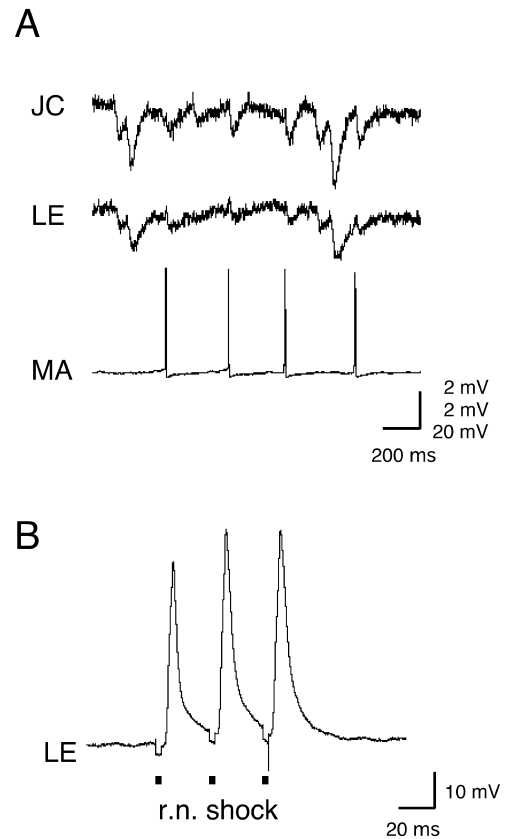 A
JC
LE
MA
2 mV
2 mV
20 mV
200 ms
B
LE
r.n. shock
10 mV
20 ms